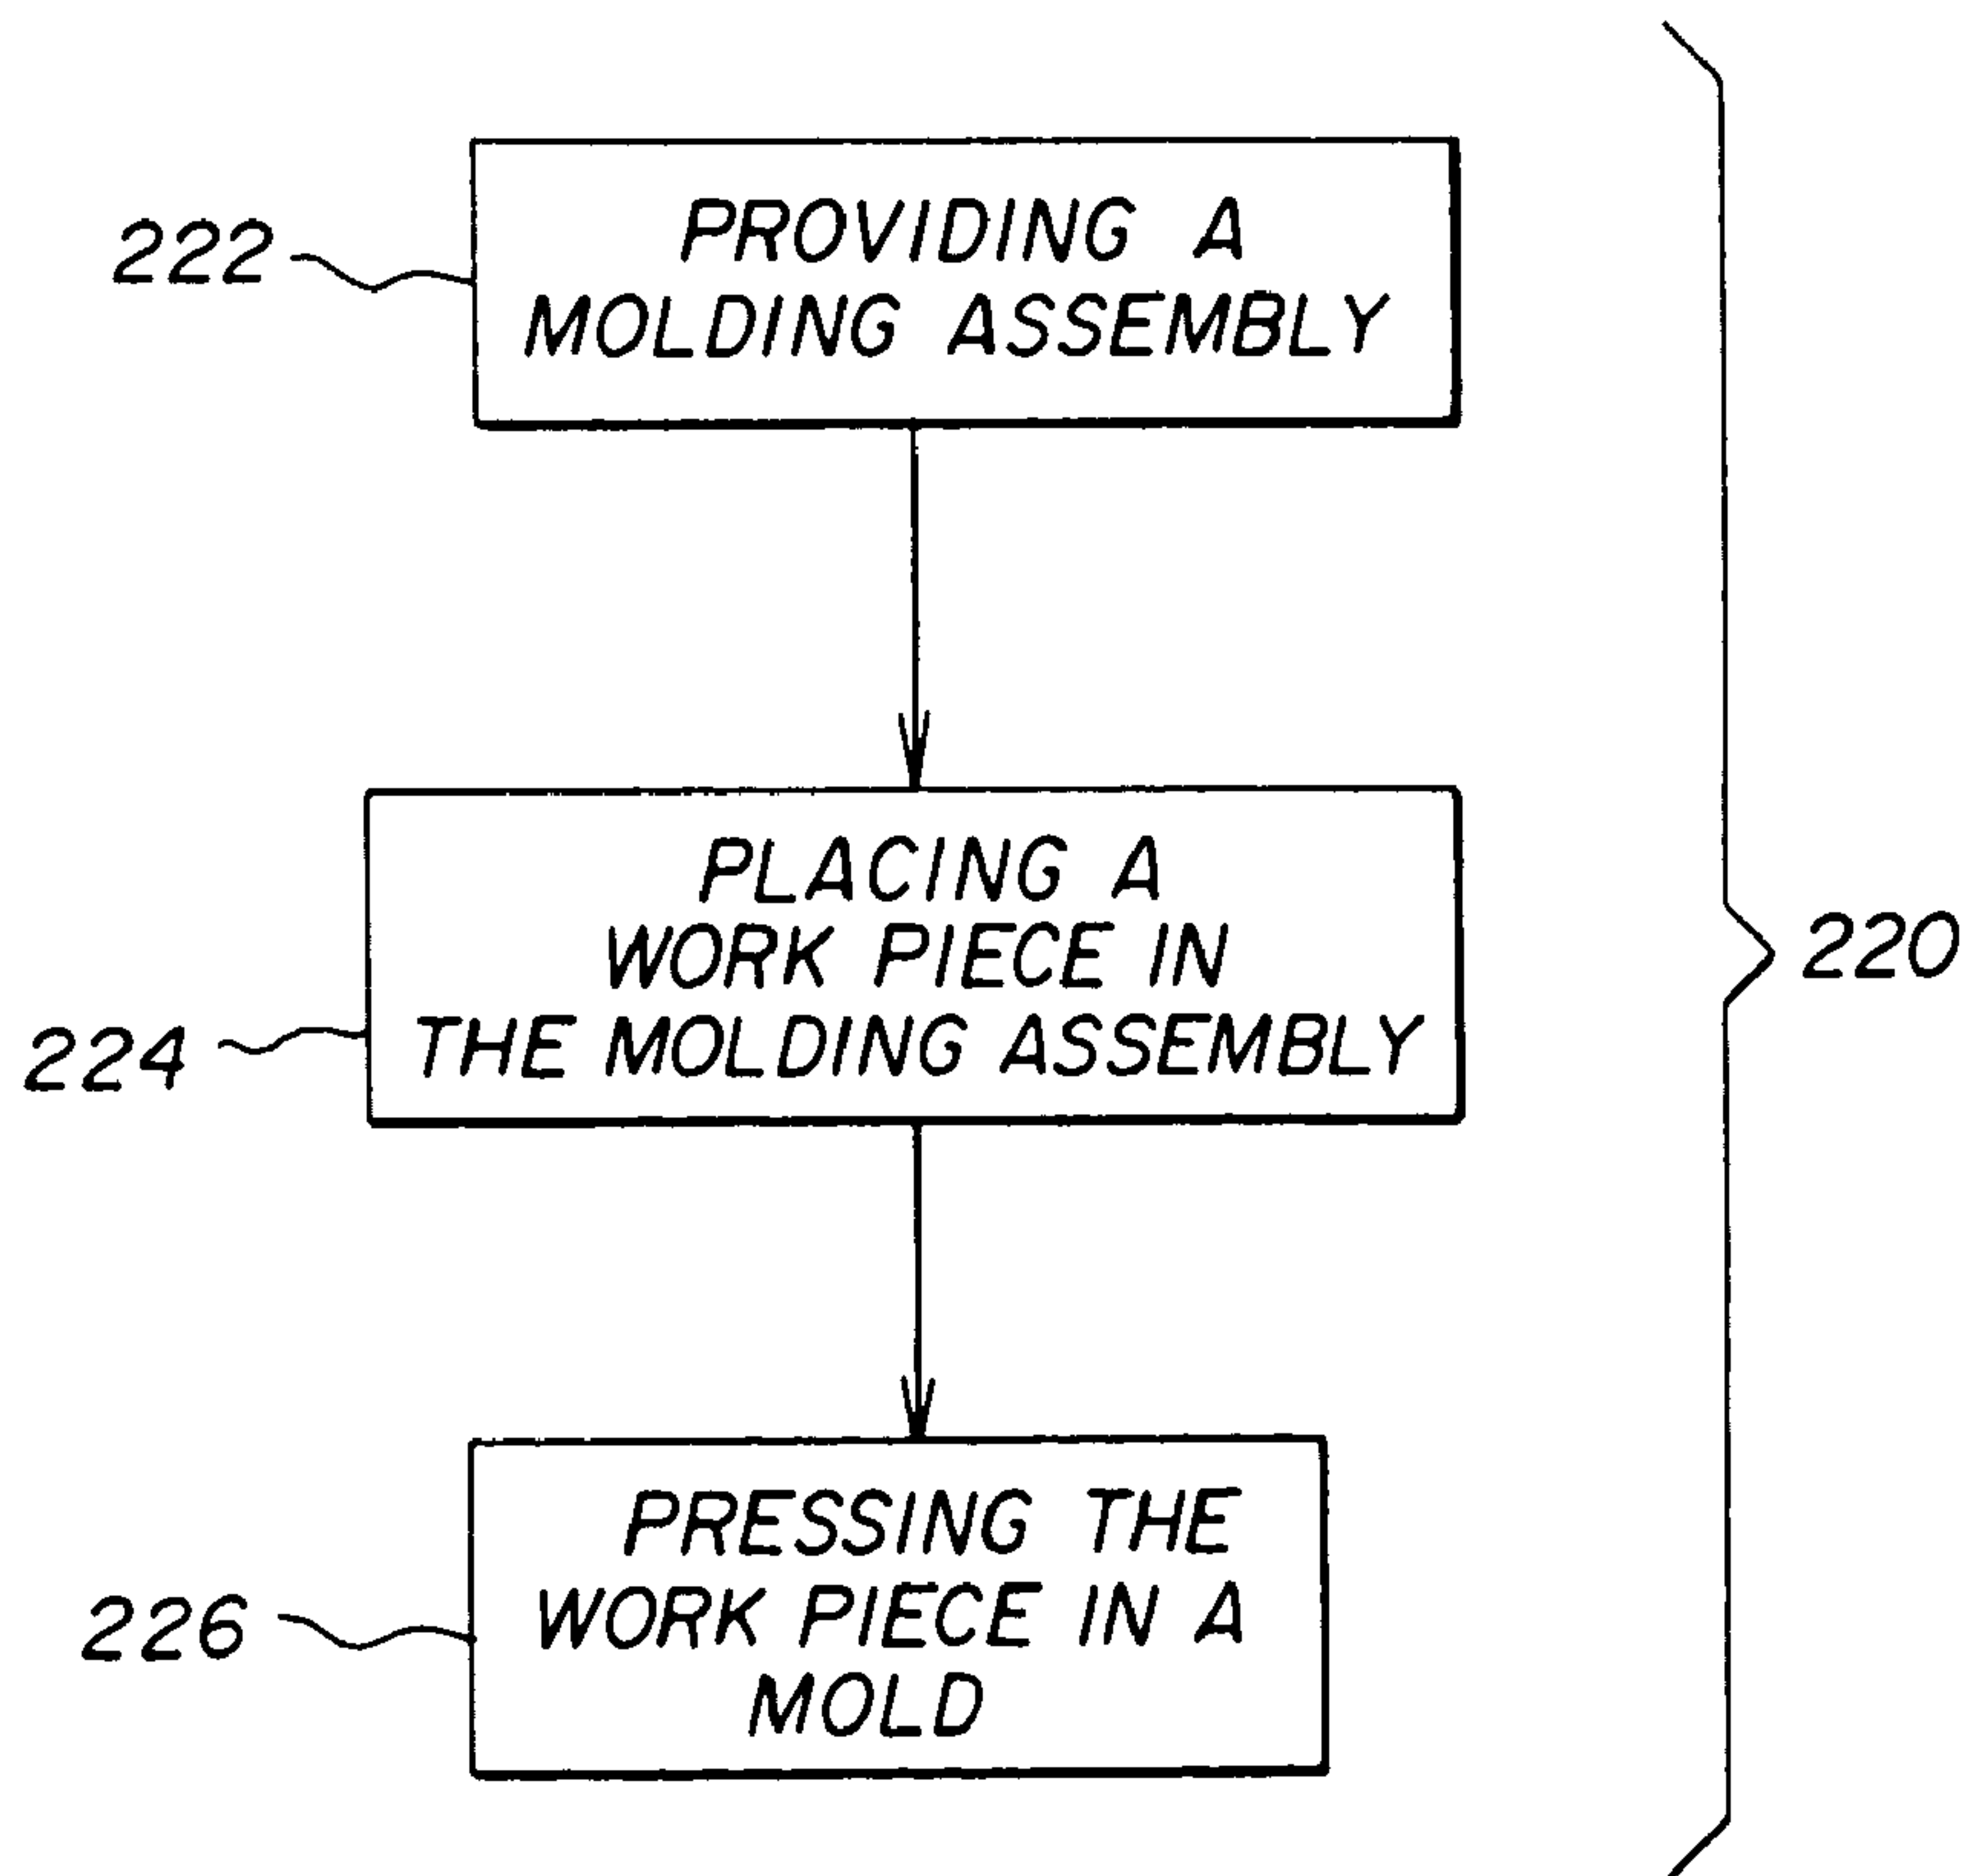 222
PROVIDING A
MOLDING ASSEMBLY
PLACING A
WORK PIECE IN
THE MOLDING ASSEMBLY
224
220
PRESSING THE
WORK PIECE IN A
MOLD
226